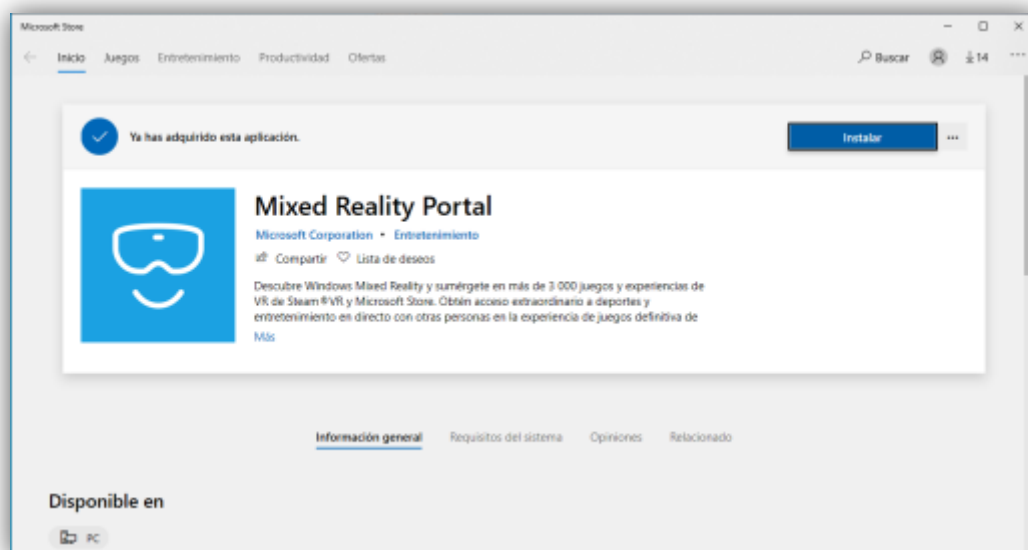 Microsoft Store
Inicio Juegos Entretenimiento Productividad Ofertas Buscar 14
Ya has adquirido esta aplicación. Instalar
Mixed Reality Portal
Microsoft Corporation • Entretenimiento
Compartir Lista de deseos
Descubre Windows Mixed Reality y sumérgete en más de 3 000 juegos y experiencias de
VR de Steam®VR y Microsoft Store. Obtén acceso extraordinario a deportes y
entretenimiento en directo con otras personas en la experiencia de juegos definitiva de
Más
Información general Requisitos del sistema Opiniones Relacionado
Disponible en
PC